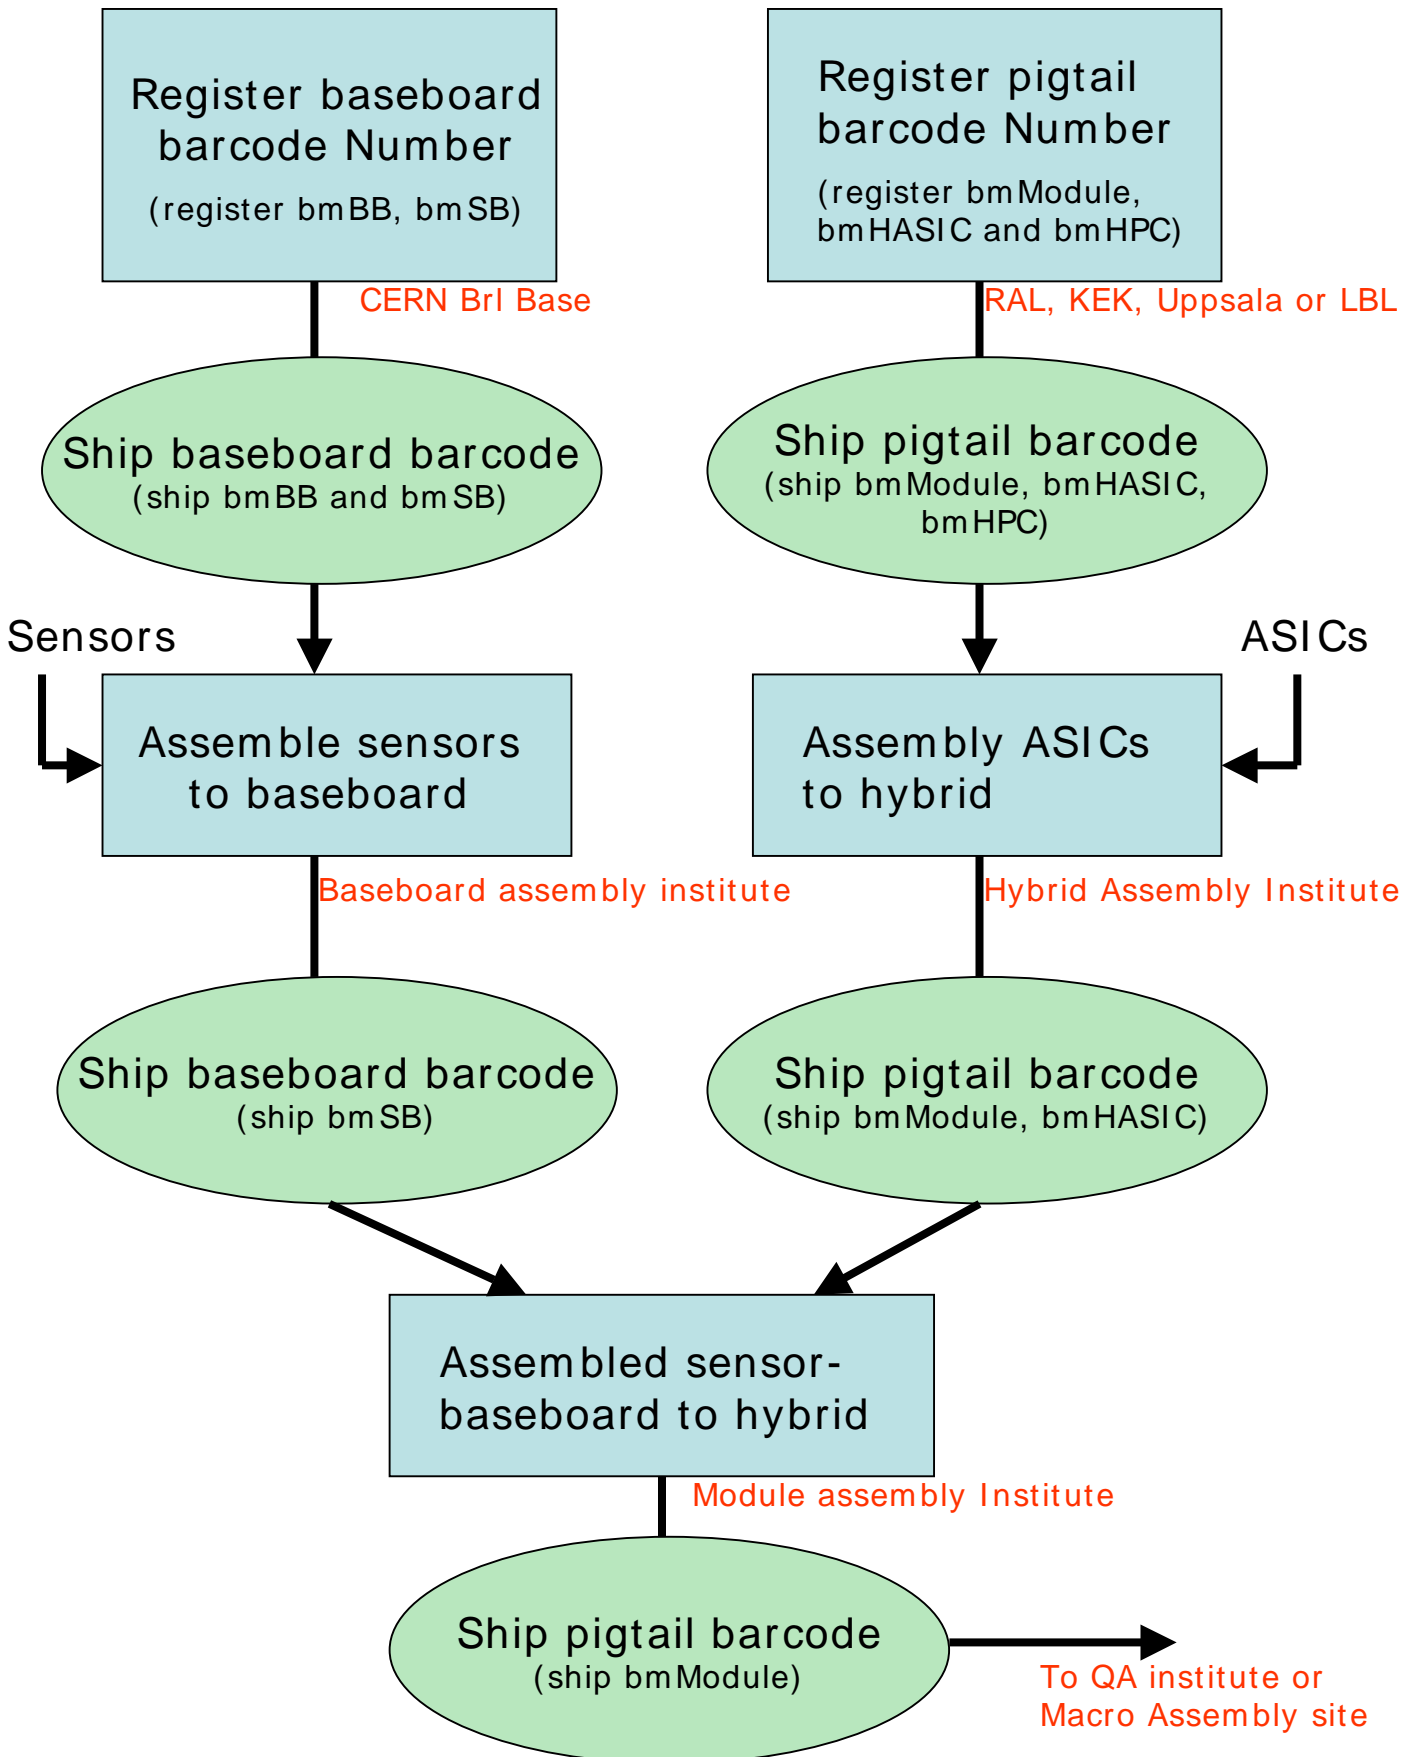 Register baseboard
barcode Number
(register bmBB, bmSB)
Register pigtail
barcode Number
(register bmModule,
bmHASIC and bmHPC)
CERN Brl Base
RAL, KEK, Uppsala or LBL
Ship baseboard barcode
(ship bmBB and bmSB)
Ship pigtail barcode
(ship bmModule, bmHASIC,
bmHPC)
Sensors
ASICs
Assemble sensors
to baseboard
Assembly ASICs
to hybrid
Baseboard assembly institute
Hybrid Assembly Institute
Ship baseboard barcode
(ship bmSB)
Ship pigtail barcode
(ship bmModule, bmHASIC)
Assembled sensor-
baseboard to hybrid
Module assembly Institute
Ship pigtail barcode
(ship bmModule)
To QA institute or
Macro Assembly site